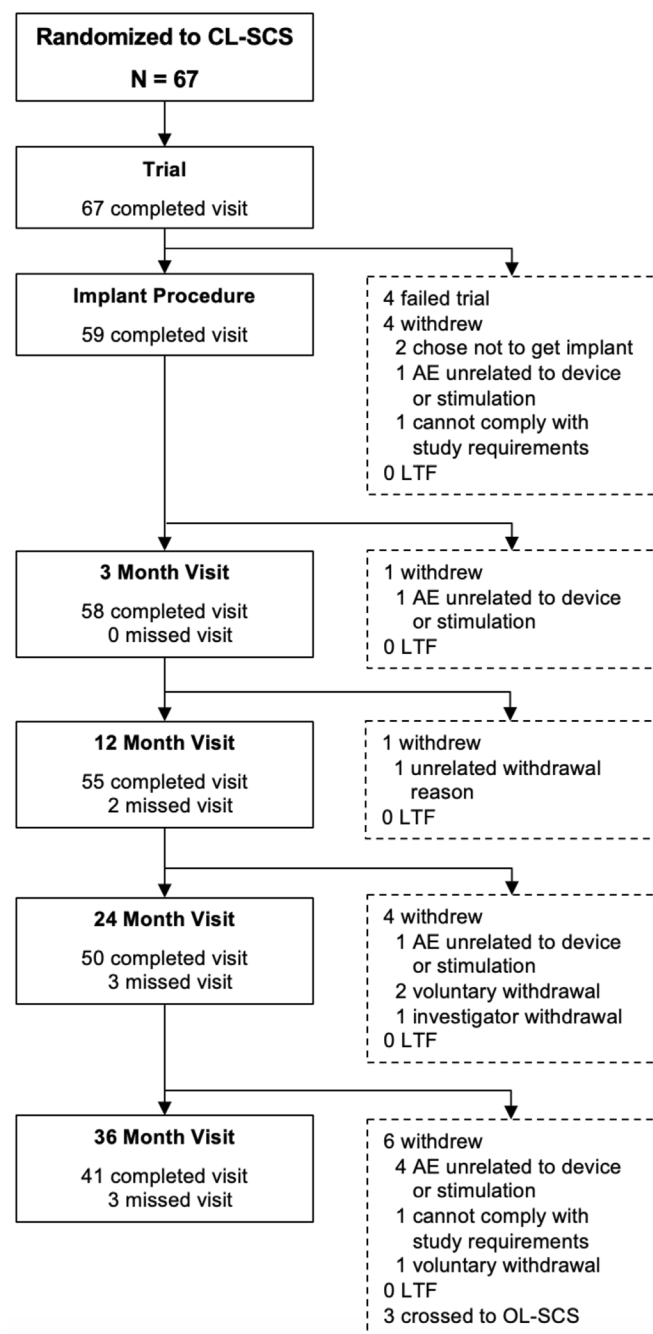 Randomized to CL-SCS
N = 67
Trial
67 completed visit
Implant Procedure
59 completed visit
4 failed trial
4 withdrew
2 chose not to get implant
1 AE unrelated to device
or stimulation
1 cannot comply with
study requirements
0 LTF
3 Month Visit
58 completed visit
0 missed visit
1 withdrew
1 AE unrelated to device
or stimulation
0 LTF
12 Month Visit
55 completed visit
2 missed visit
1 withdrew
1 unrelated withdrawal
reason
0 LTF
24 Month Visit
50 completed visit
3 missed visit
4 withdrew
1 AE unrelated to device
or stimulation
2 voluntary withdrawal
1 investigator withdrawal
0 LTF
36 Month Visit
41 completed visit
3 missed visit
6 withdrew
4 AE unrelated to device
or stimulation
1 cannot comply with
study requirements
1 voluntary withdrawal
0 LTF
3 crossed to OL-SCS